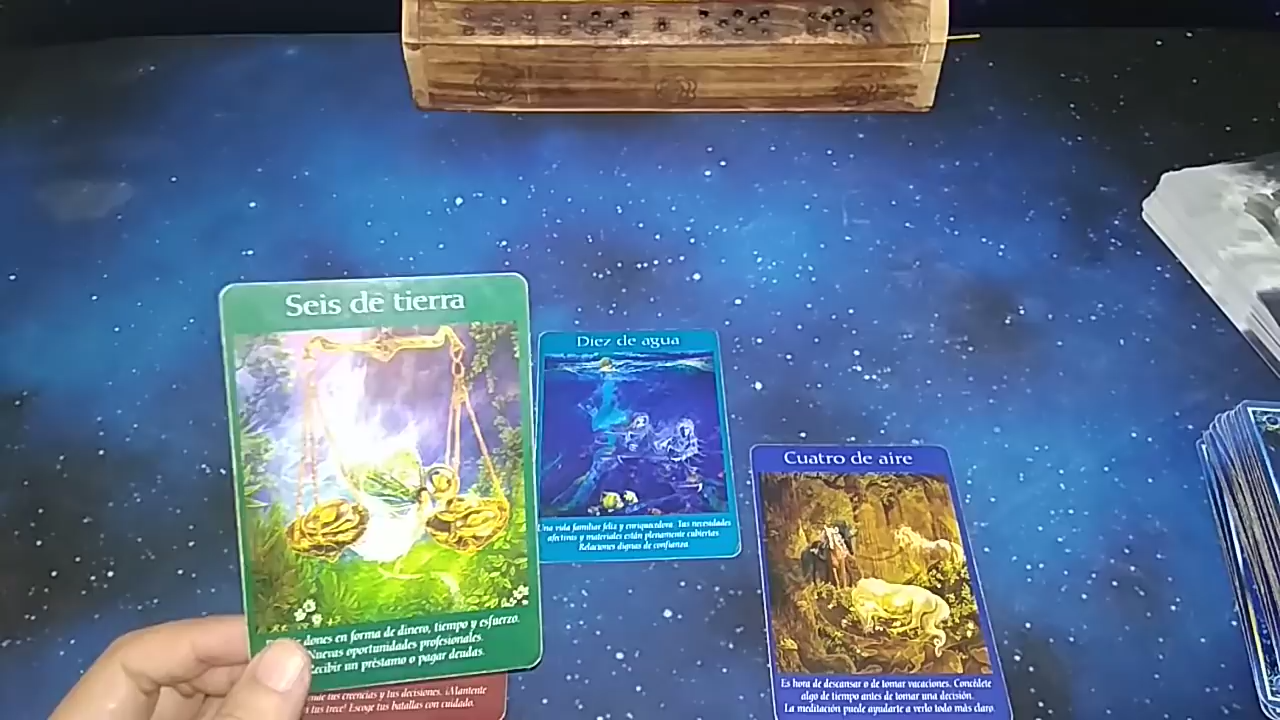 Seis de tierra
dones en forma de dinero, tiempo y esfuerzo.
Nuevas oportunidades profesionales.
Recibir un préstamo o pagar deudas.
tus creencias y tus decisiones. ¡Mantente
en tus trece! Escoge tus batallas con cuidado.
Diez de agua
Una vida familiar feliz y enriquecedora. Tus necesidades
afectivas y materiales están plenamente cubiertas.
Relaciones dignas de confianza.
Cuatro de aire
Es hora de descansar o de tomar vacaciones. Concédete
algo de tiempo antes de tomar una decisión.
La meditación puede ayudarte a verlo todo más claro.